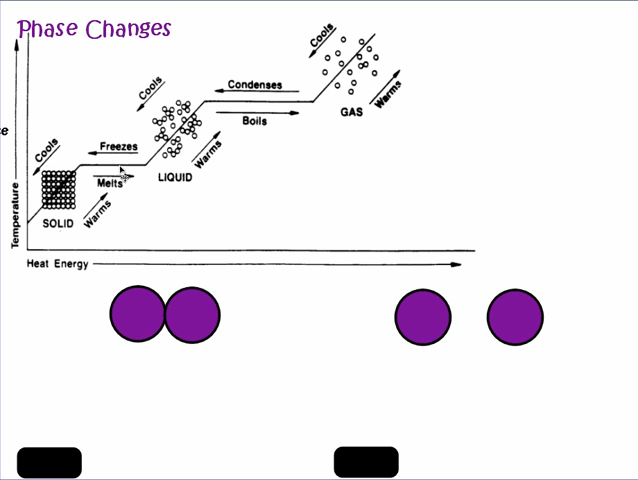 Phase Changes
Cools
Condenses
Boils
GAS
Warms
Cools
Freezes
Melts
LIQUID
Warms
Cools
SOLID
Warms
Temperature
Heat Energy